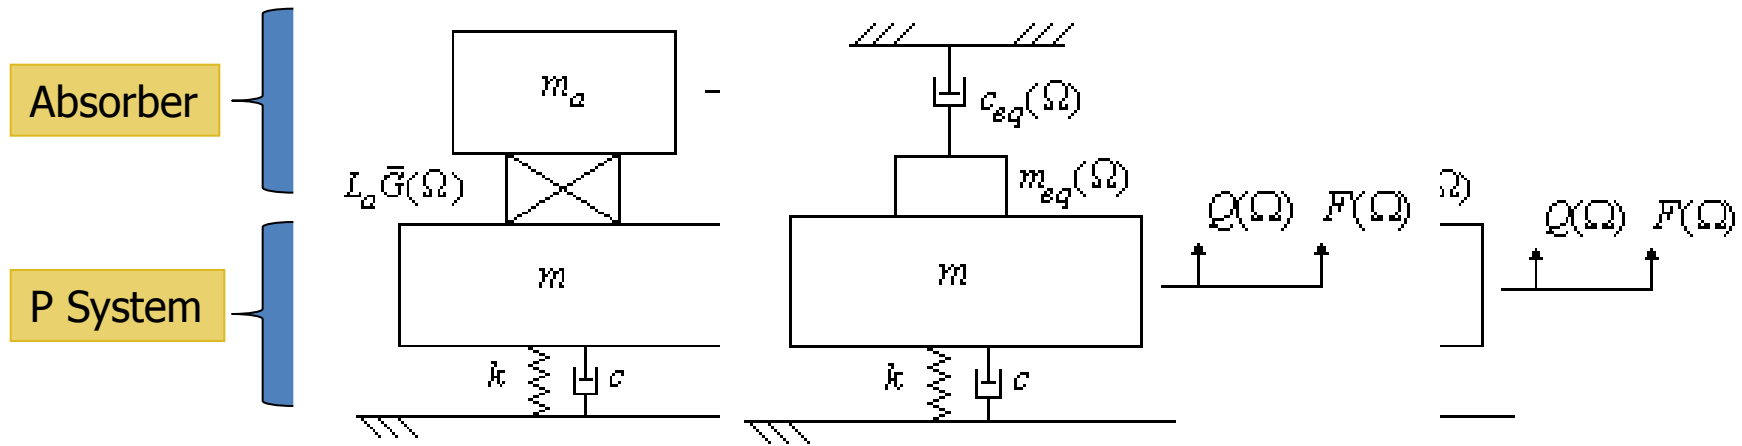 Absorber
P System
m_a
L_a G̅(Ω)
m
k
c
c_eq(Ω)
m_eq(Ω)
m
k
c
Q(Ω) F(Ω)
Ω)
Q(Ω) F(Ω)